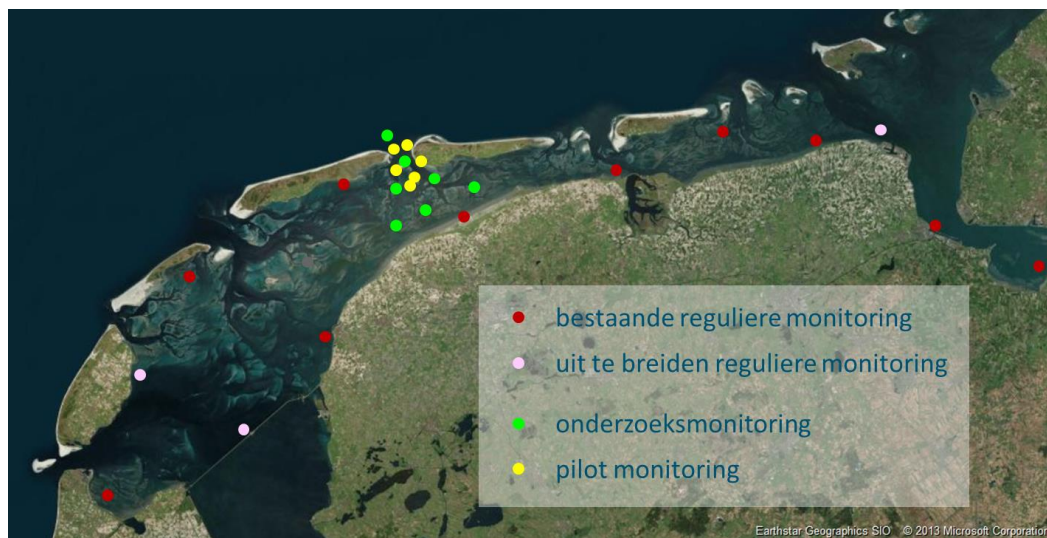 bestaande reguliere monitoring
uit te breiden reguliere monitoring
onderzoeksmonitoring
pilot monitoring
Earthstar Geographics SIO © 2013 Microsoft Corporation